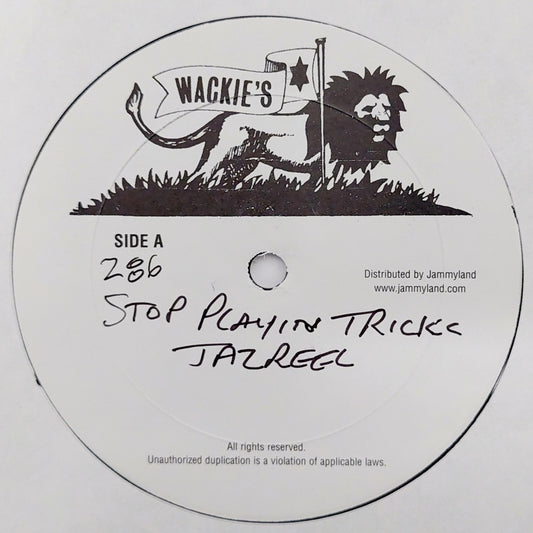 WACKIE'S
SIDE A
286
Distributed by Jammyland
www.jammyland.com
STOP PLAYIN TRICKS
JAZREEL
All rights reserved.
Unauthorized duplication is a violation of applicable laws.